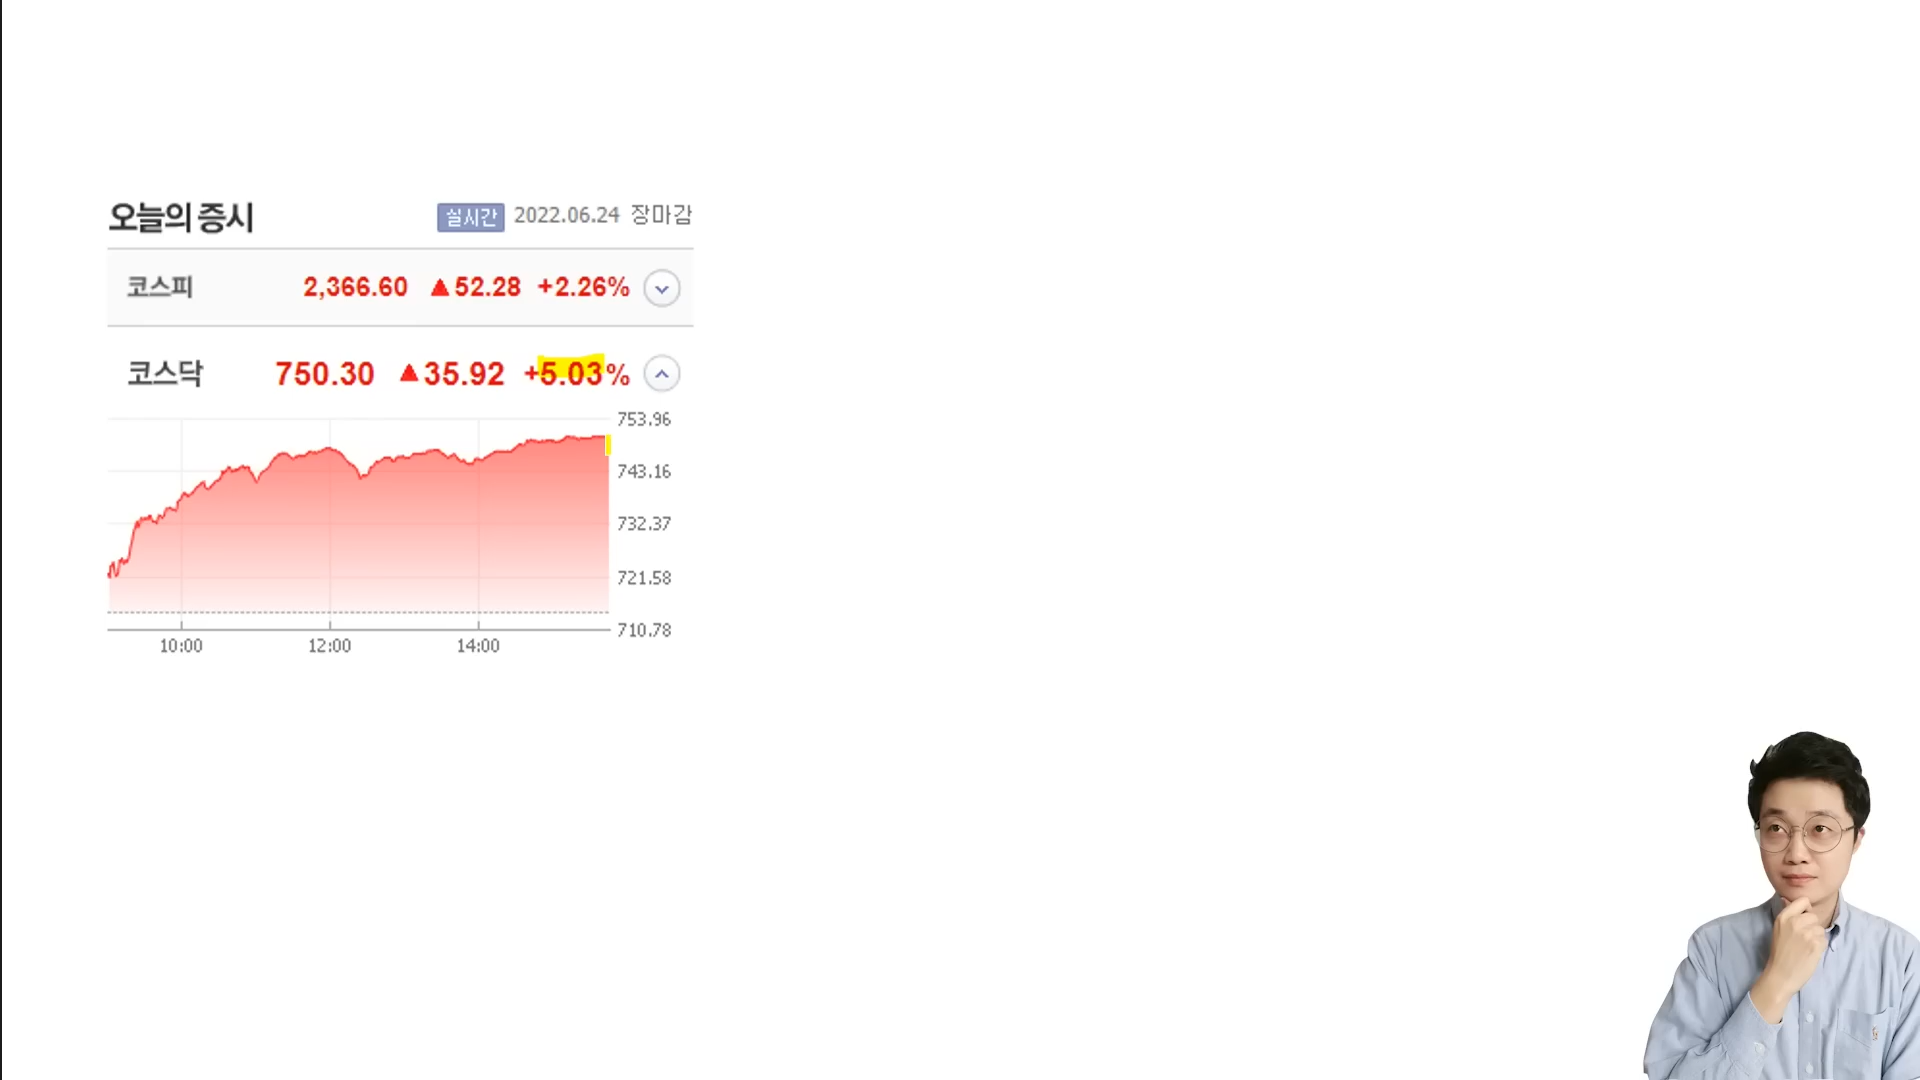 오늘의 증시 실시간 2022.06.24 장마감
코스피 2,366.60 ▲52.28 +2.26%
코스닥 750.30 ▲35.92 +5.03%
753.96
743.16
732.37
721.58
710.78
10:00 12:00 14:00